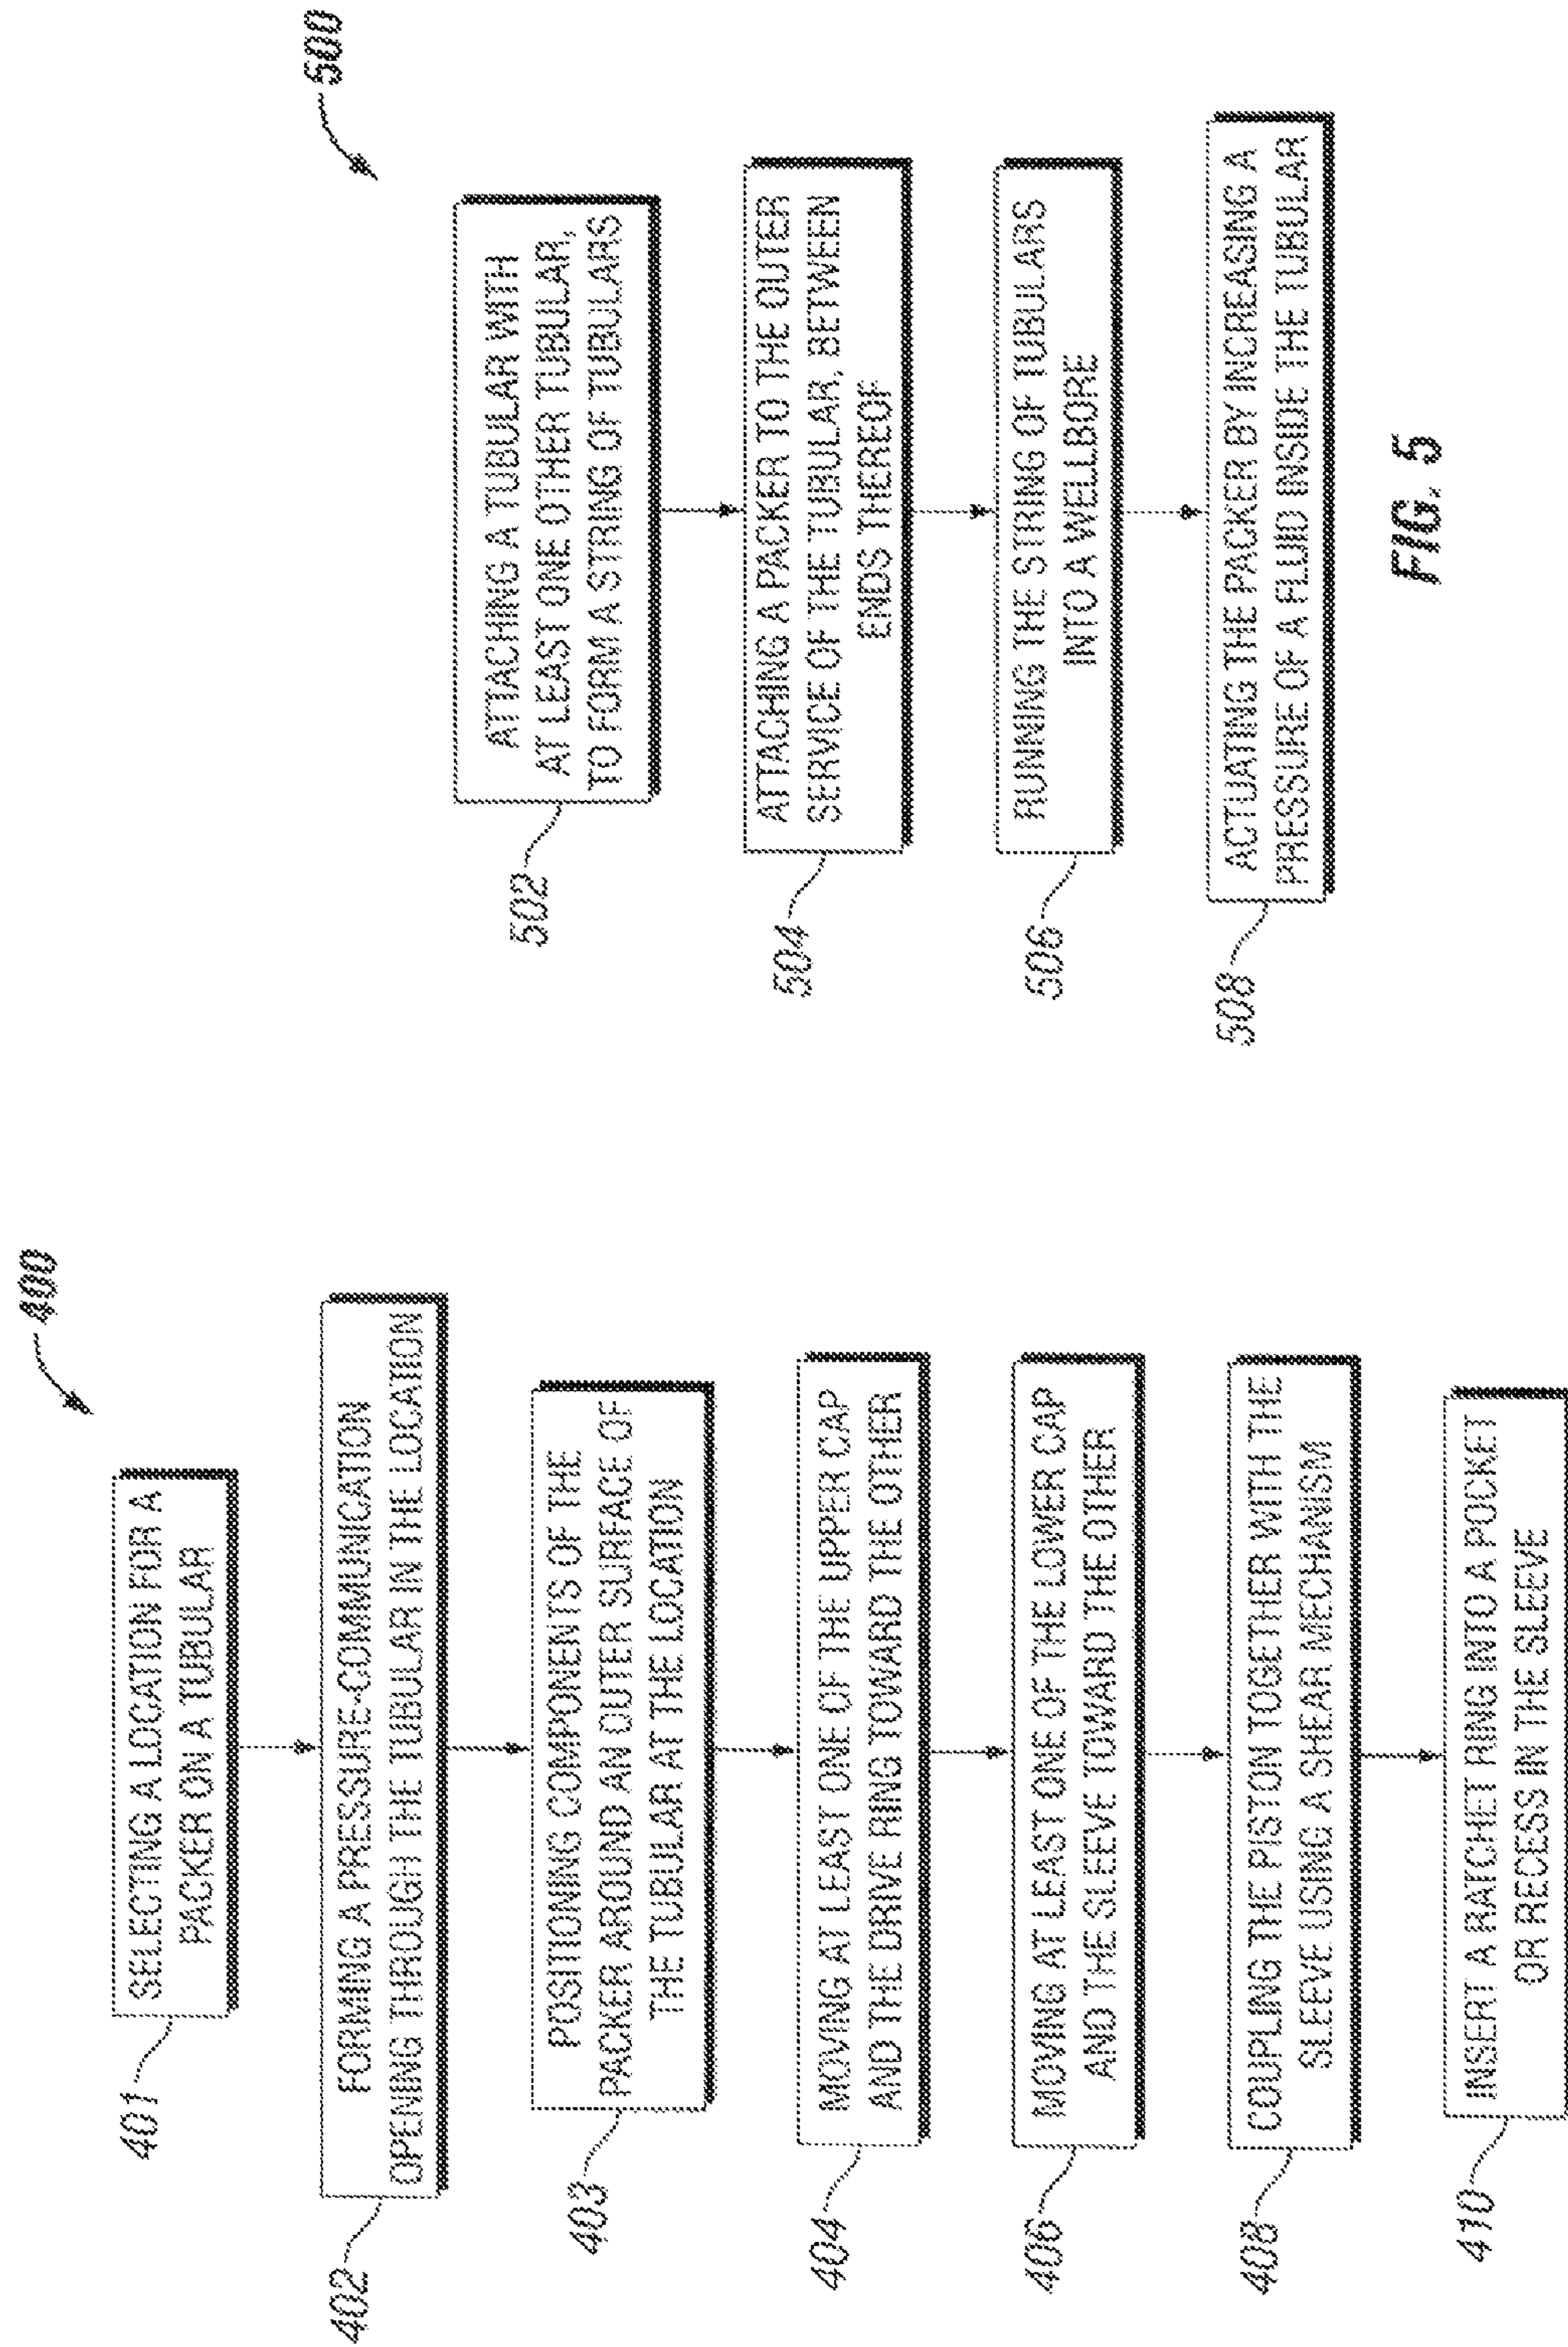 400
401
SELECTING A LOCATION FOR A
PACKER ON A TUBULAR
402
FORMING A PRESSURE-COMMUNICATION
OPENING THROUGH THE TUBULAR IN THE LOCATION
403
POSITIONING COMPONENTS OF THE
PACKER AROUND AN OUTER SURFACE OF
THE TUBULAR AT THE LOCATION
404
MOVING AT LEAST ONE OF THE UPPER CAP
AND THE DRIVE RING TOWARD THE OTHER
406
MOVING AT LEAST ONE OF THE LOWER CAP
AND THE SLEEVE TOWARD THE OTHER
408
COUPLING THE PISTON TOGETHER WITH THE
SLEEVE USING A SHEAR MECHANISM
410
INSERT A RATCHET RING INTO A POCKET
OR RECESS IN THE SLEEVE
500
502
ATTACHING A TUBULAR WITH
AT LEAST ONE OTHER TUBULAR,
TO FORM A STRING OF TUBULARS
504
ATTACHING A PACKER TO THE OUTER
SERVICE OF THE TUBULAR, BETWEEN
ENDS THEREOF
506
RUNNING THE STRING OF TUBULARS
INTO A WELLBORE
508
ACTUATING THE PACKER BY INCREASING A
PRESSURE OF A FLUID INSIDE THE TUBULAR
FIG. 5